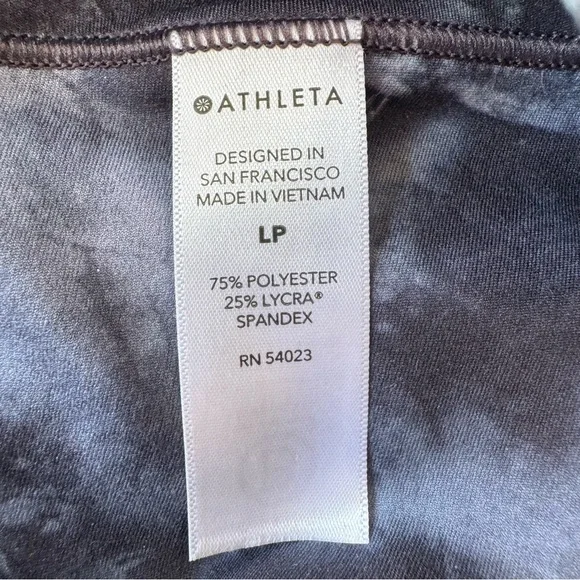 ATHLETA
DESIGNED IN
SAN FRANCISCO
MADE IN VIETNAM
LP
75% POLYESTER
25% LYCRA®
SPANDEX
RN 54023